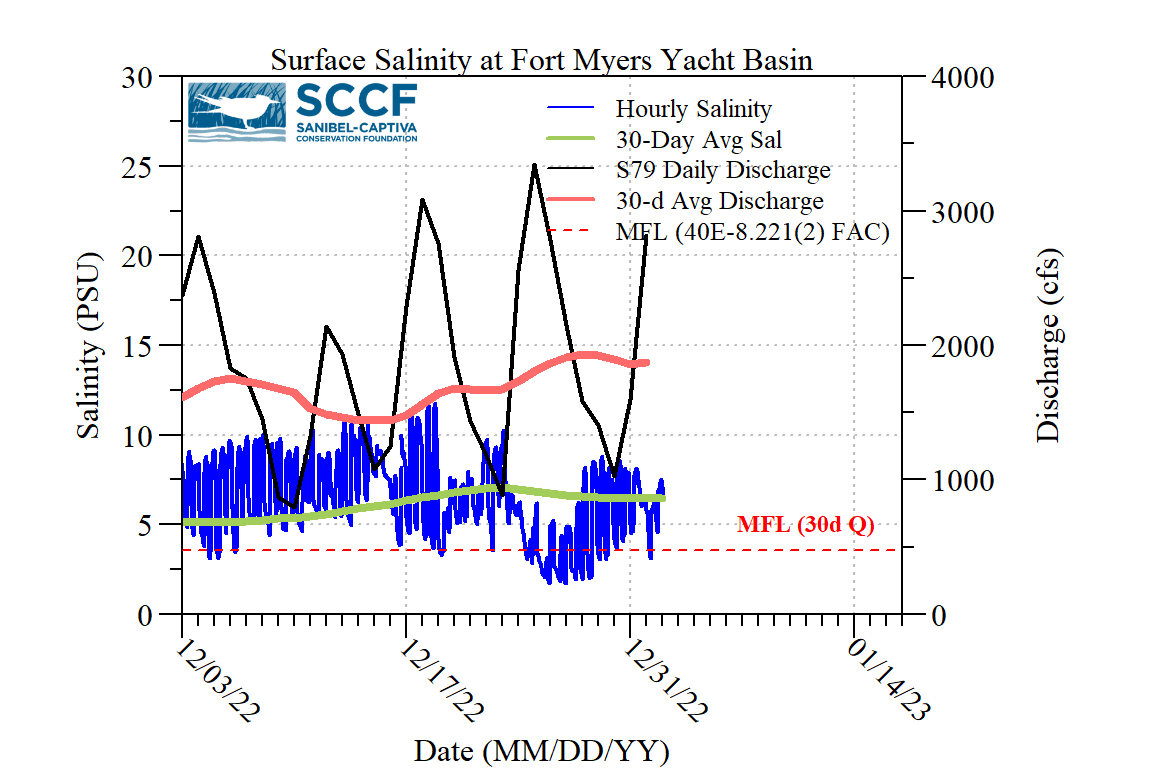 Surface Salinity at Fort Myers Yacht Basin
30
25
20
15
10
5
0
Salinity (PSU)
SCCF
SANIBEL-CAPTIVA
CONSERVATION FOUNDATION
Hourly Salinity
30-Day Avg Sal
S79 Daily Discharge
30-d Avg Discharge
MFL (40E-8.221(2) FAC)
MFL (30d Q)
4000
3000
2000
1000
0
Discharge (cfs)
12/03/22
12/17/22
12/31/22
01/14/23
Date (MM/DD/YY)